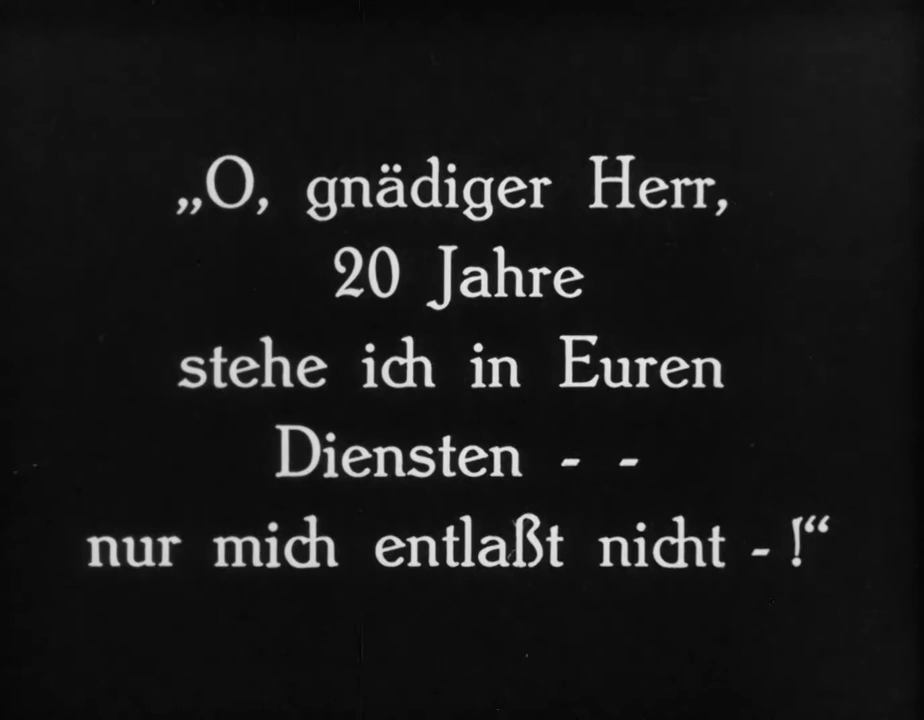 „O, gnädiger Herr,
20 Jahre
stehe ich in Euren
Diensten - -
nur mich entlaßt nicht - !“